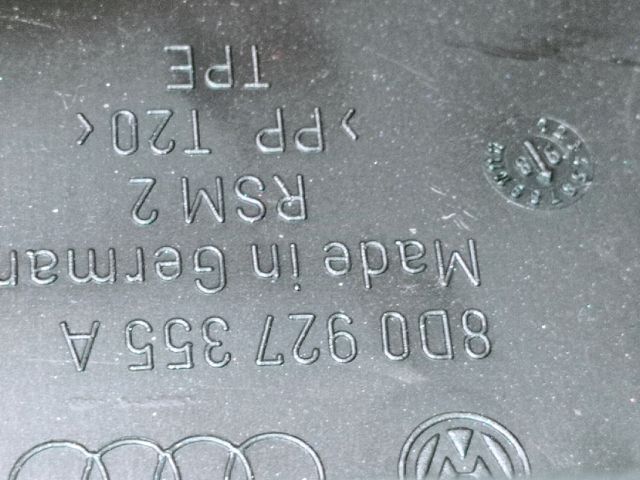 8D0 927 355 A
Made in German
RSM 2
>PP T20<
TPE